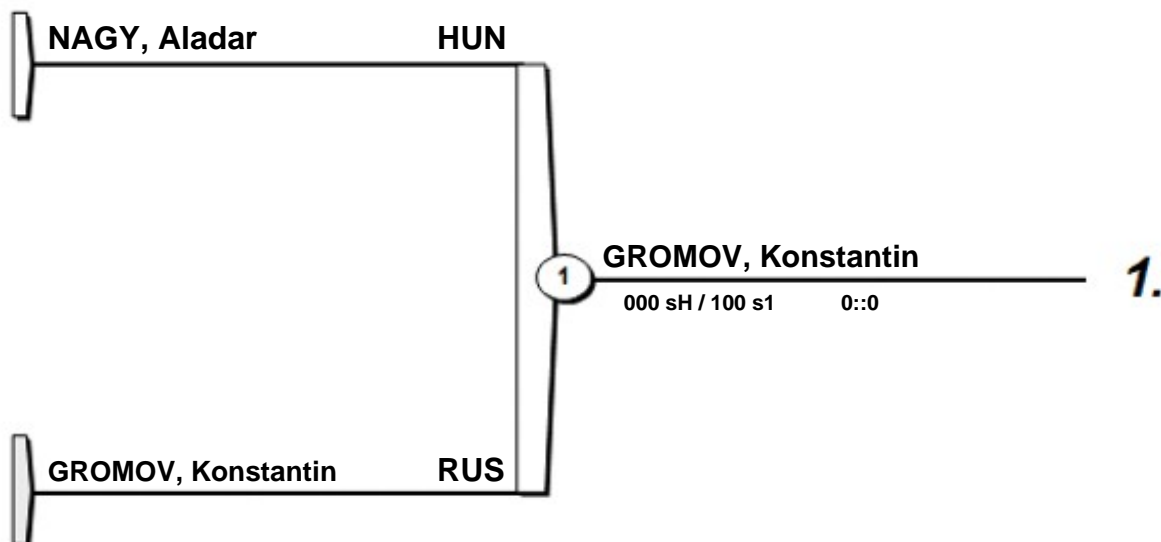 NAGY, Aladar HUN
GROMOV, Konstantin
1
1.
000 sH / 100 s1 0::0
GROMOV, Konstantin RUS